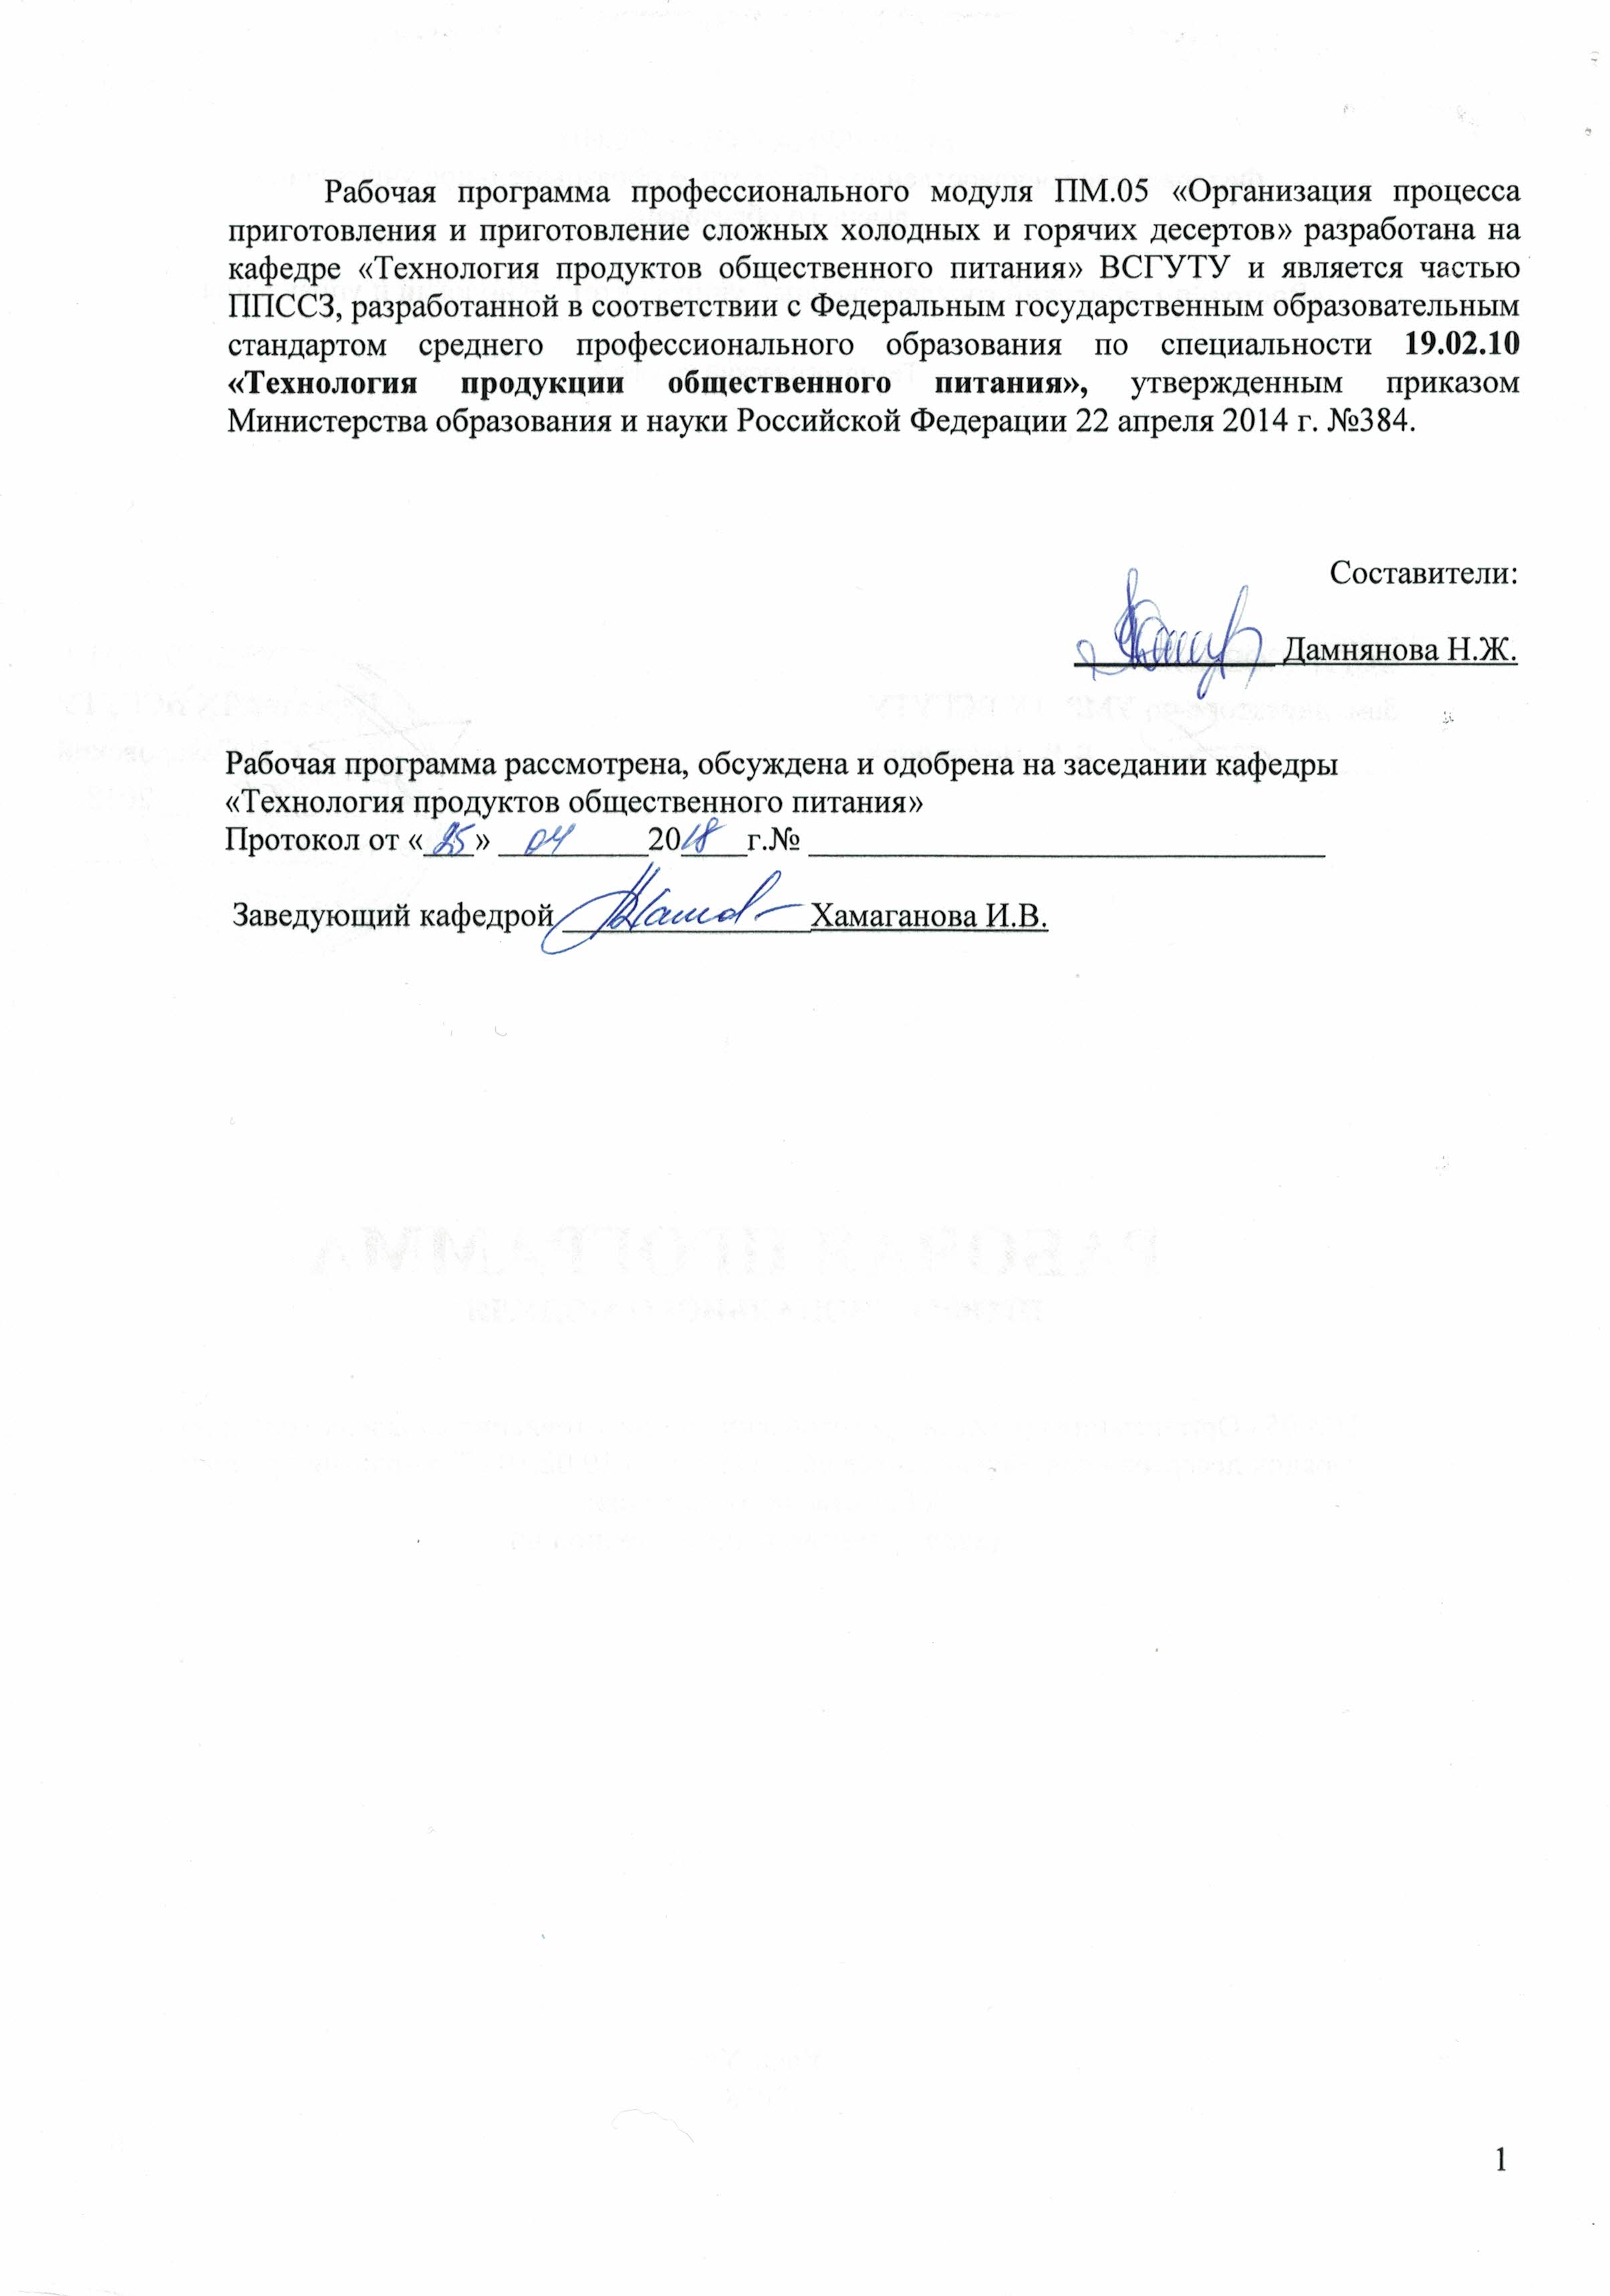 Рабочая программа профессионального модуля ПМ.05 «Организация процесса
приготовления и приготовление сложных холодных и горячих десертов» разработана на
кафедре «Технология продуктов общественного питания» ВСГУТУ и является частью
ППССЗ, разработанной в соответствии с Федеральным государственным образовательным
стандартом среднего профессионального образования по специальности 19.02.10
«Технология продукции общественного питания», утвержденным приказом
Министерства образования и науки Российской Федерации 22 апреля 2014 г. №384.
Составители:
Дамнянова Н.Ж.
Рабочая программа рассмотрена, обсуждена и одобрена на заседании кафедры
«Технология продуктов общественного питания»
Протокол от «25» 04 2018 г.№
Заведующий кафедрой Хамаганова И.В.
1